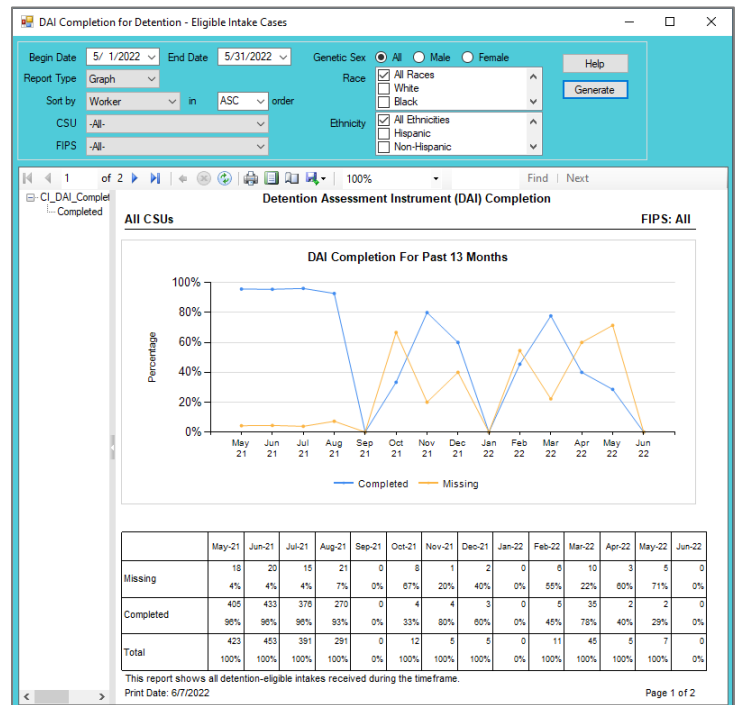 DAI Completion for Detention - Eligible Intake Cases
Begin Date 5/ 1/2022 End Date 5/31/2022 Genetic Sex All Male Female Help
Report Type Graph Race All Races White Black Generate
Sort by Worker in ASC order
CSU -All- Ethnicity All Ethnicities Hispanic Non-Hispanic
FIPS -All-
1 of 2 100% Find | Next
CI_DAI_Complet
Completed
Detention Assessment Instrument (DAI) Completion
All CSUs FIPS: All
DAI Completion For Past 13 Months
100%
80%
60%
40%
20%
0%
Percentage
May 21 Jun 21 Jul 21 Aug 21 Sep 21 Oct 21 Nov 21 Dec 21 Jan 22 Feb 22 Mar 22 Apr 22 May 22 Jun 22
Completed Missing
May-21 Jun-21 Jul-21 Aug-21 Sep-21 Oct-21 Nov-21 Dec-21 Jan-22 Feb-22 Mar-22 Apr-22 May-22 Jun-22
Missing
18 20 15 21 0 8 1 2 0 6 10 3 5 0
4% 4% 4% 7% 0% 67% 20% 40% 0% 55% 22% 60% 71% 0%
Completed
405 433 376 270 0 4 4 3 0 5 35 2 2 0
96% 96% 96% 93% 0% 33% 80% 60% 0% 45% 78% 40% 29% 0%
Total
423 453 391 291 0 12 5 5 0 11 45 5 7 0
100% 100% 100% 100% 0% 100% 100% 100% 0% 100% 100% 100% 100% 0%
This report shows all detention-eligible intakes received during the timeframe.
Print Date: 6/7/2022 Page 1 of 2